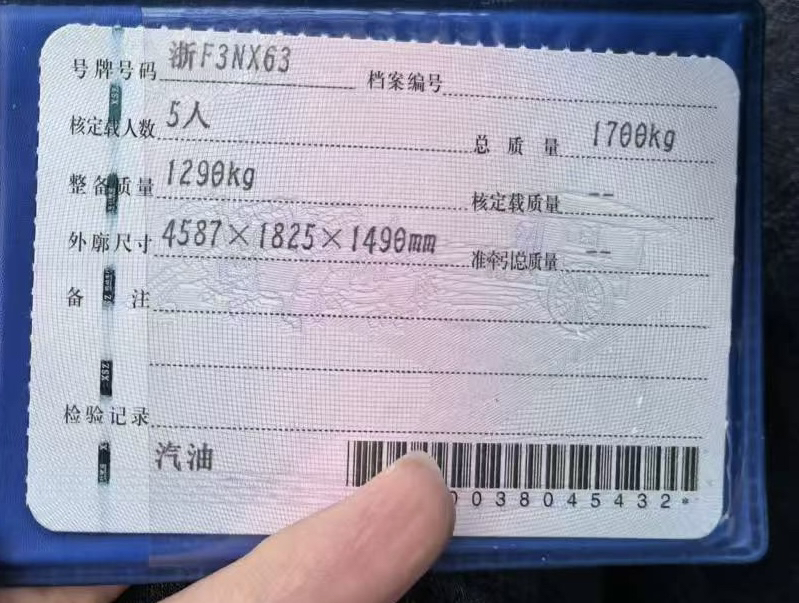 号牌号码 浙F3NX63 档案编号
核定载人数 5人 总质量 1700kg
整备质量 1290kg 核定载质量 --
外廓尺寸 4587×1825×1490mm 准牵引总质量 --
备注
检验记录
汽油
0038045432*